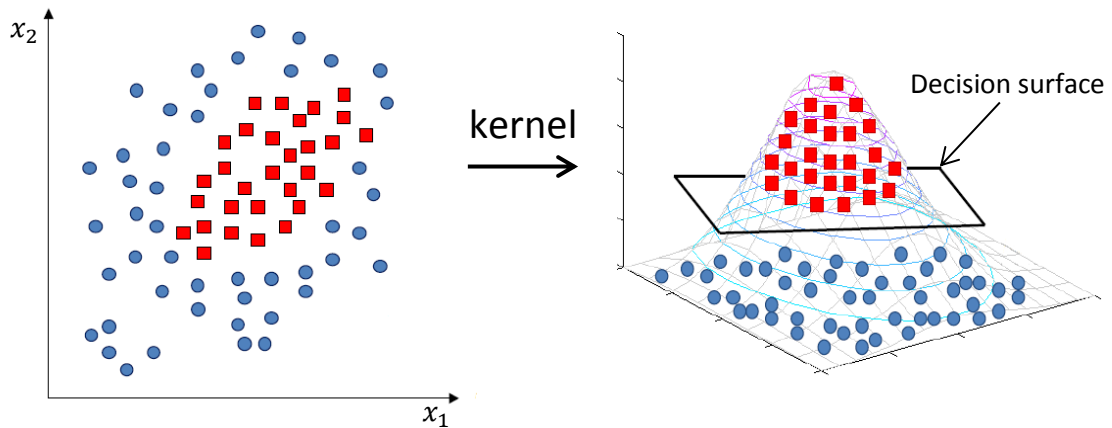 x₂
x₁
kernel
Decision surface